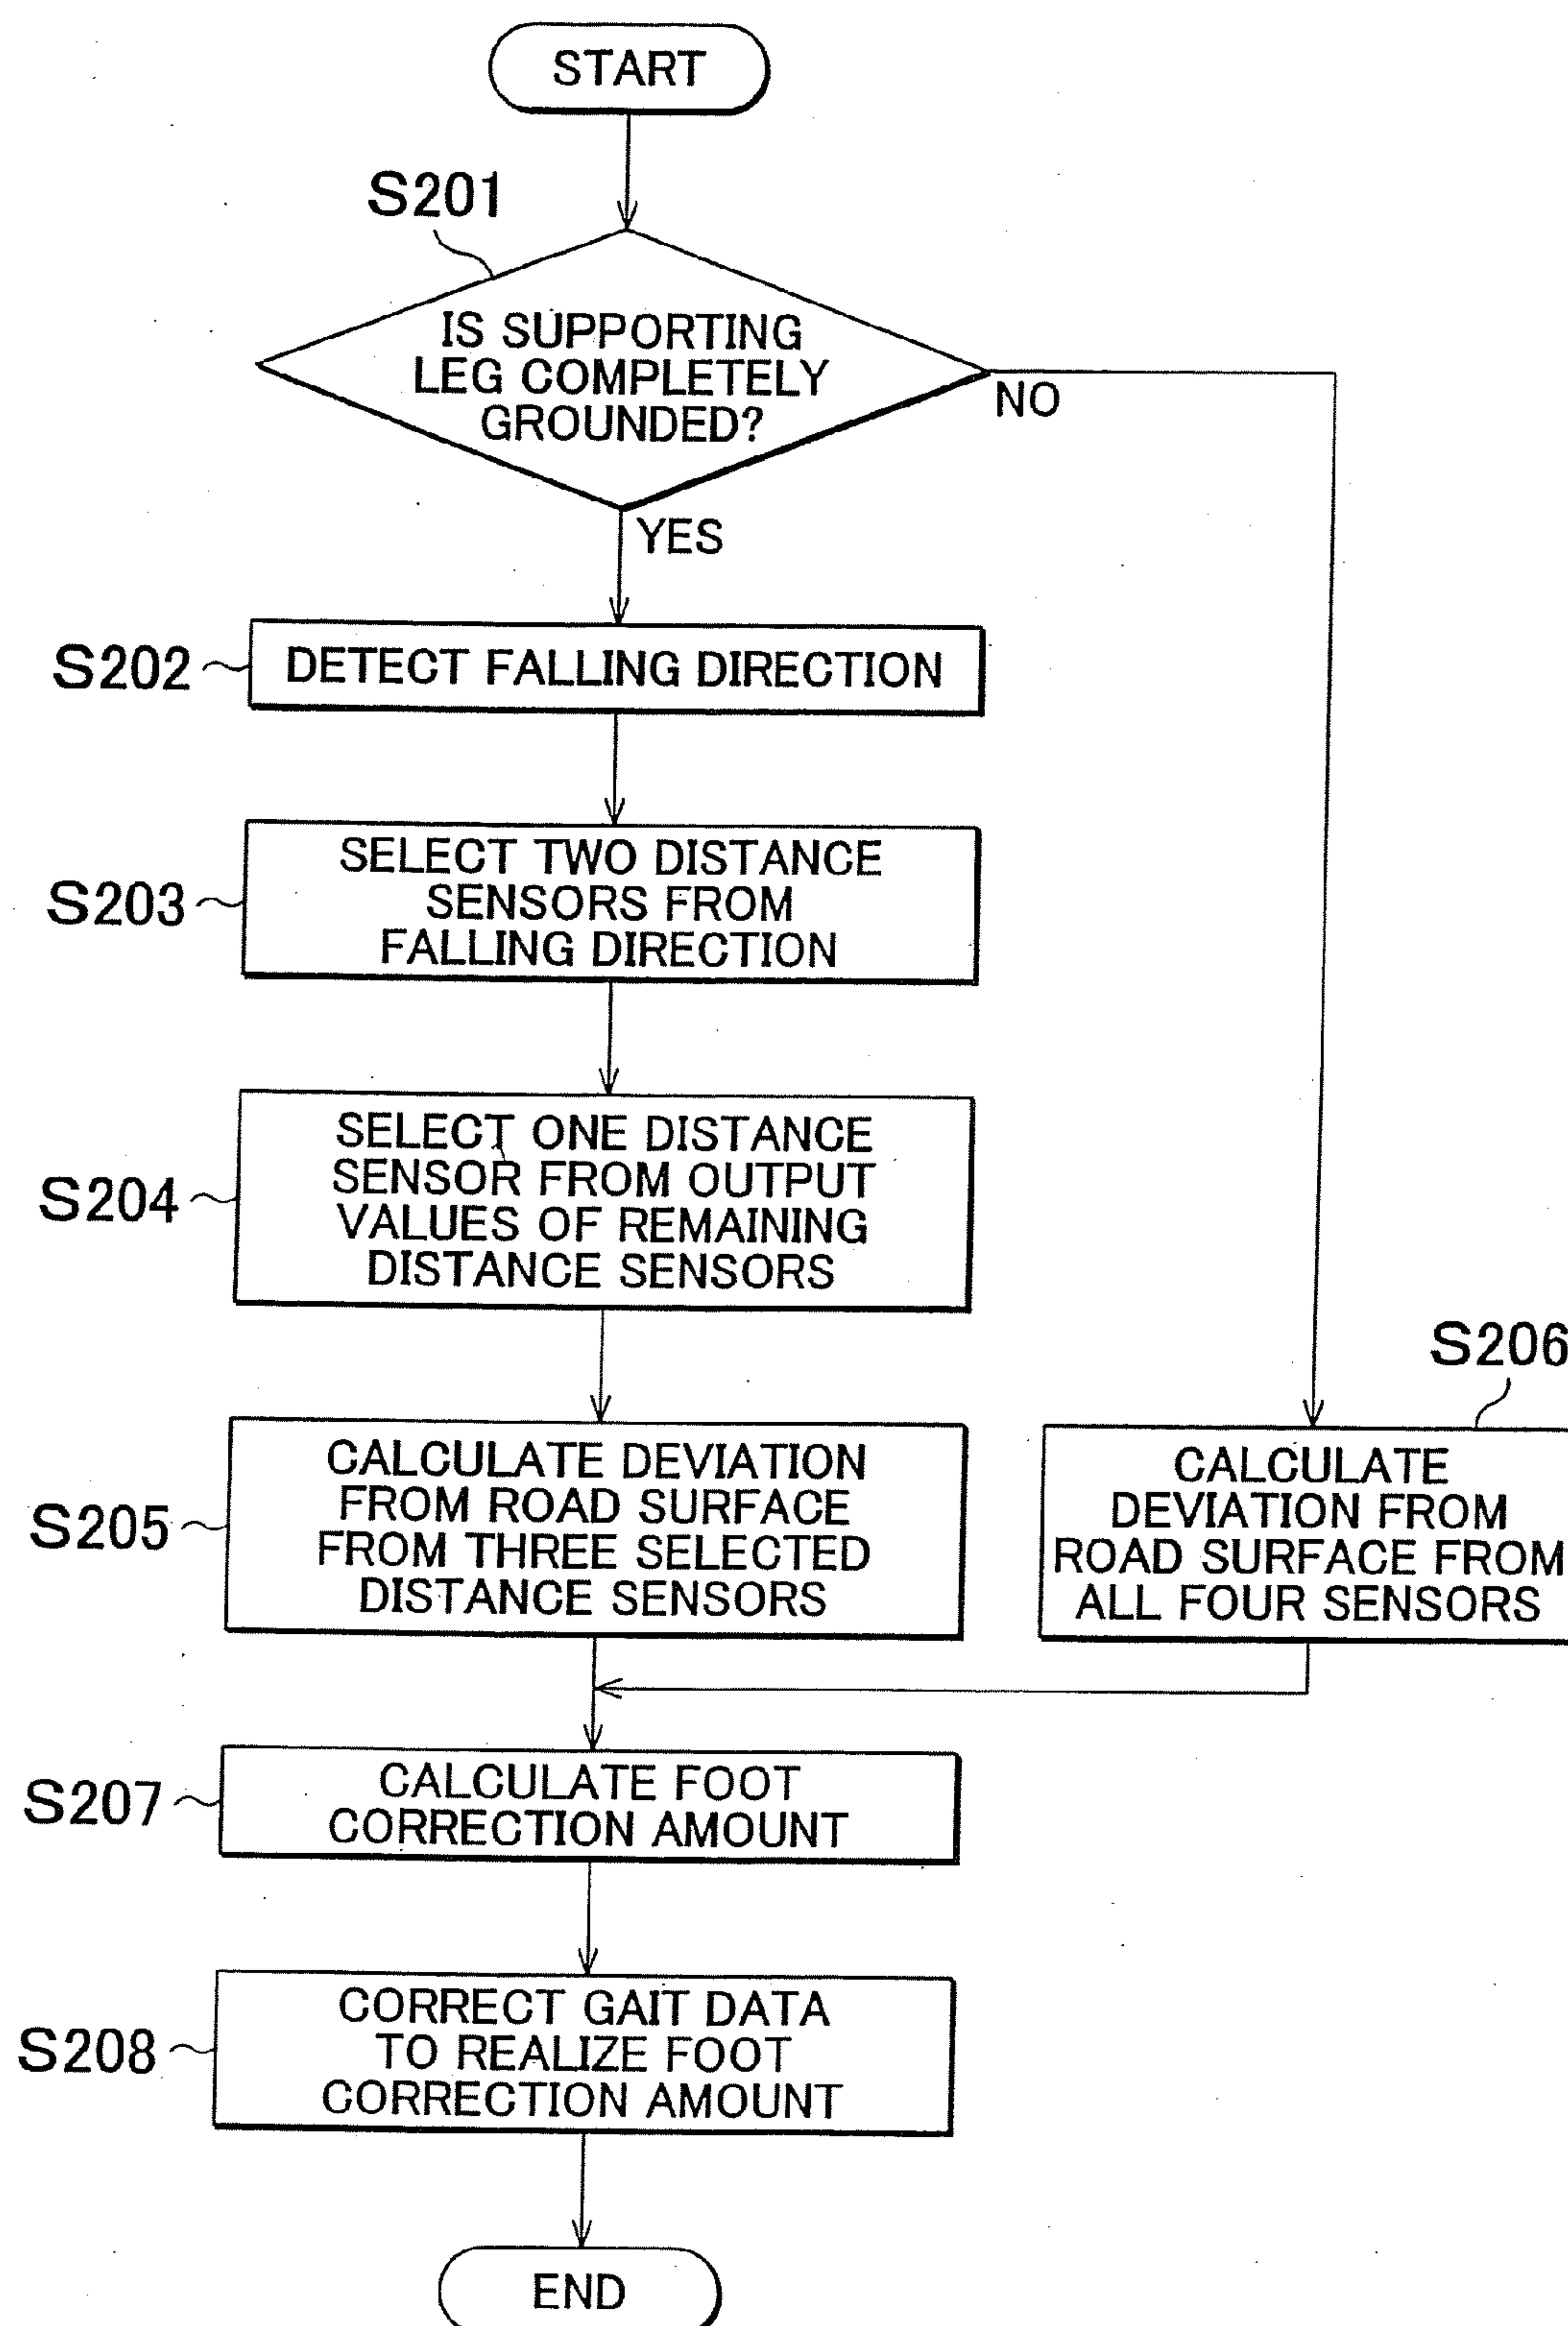 START
S201
IS SUPPORTING
LEG COMPLETELY
GROUNDED?
NO
YES
S202
DETECT FALLING DIRECTION
S203
SELECT TWO DISTANCE
SENSORS FROM
FALLING DIRECTION
S204
SELECT ONE DISTANCE
SENSOR FROM OUTPUT
VALUES OF REMAINING
DISTANCE SENSORS
S205
CALCULATE DEVIATION
FROM ROAD SURFACE
FROM THREE SELECTED
DISTANCE SENSORS
S206
CALCULATE
DEVIATION FROM
ROAD SURFACE FROM
ALL FOUR SENSORS
S207
CALCULATE FOOT
CORRECTION AMOUNT
S208
CORRECT GAIT DATA
TO REALIZE FOOT
CORRECTION AMOUNT
END